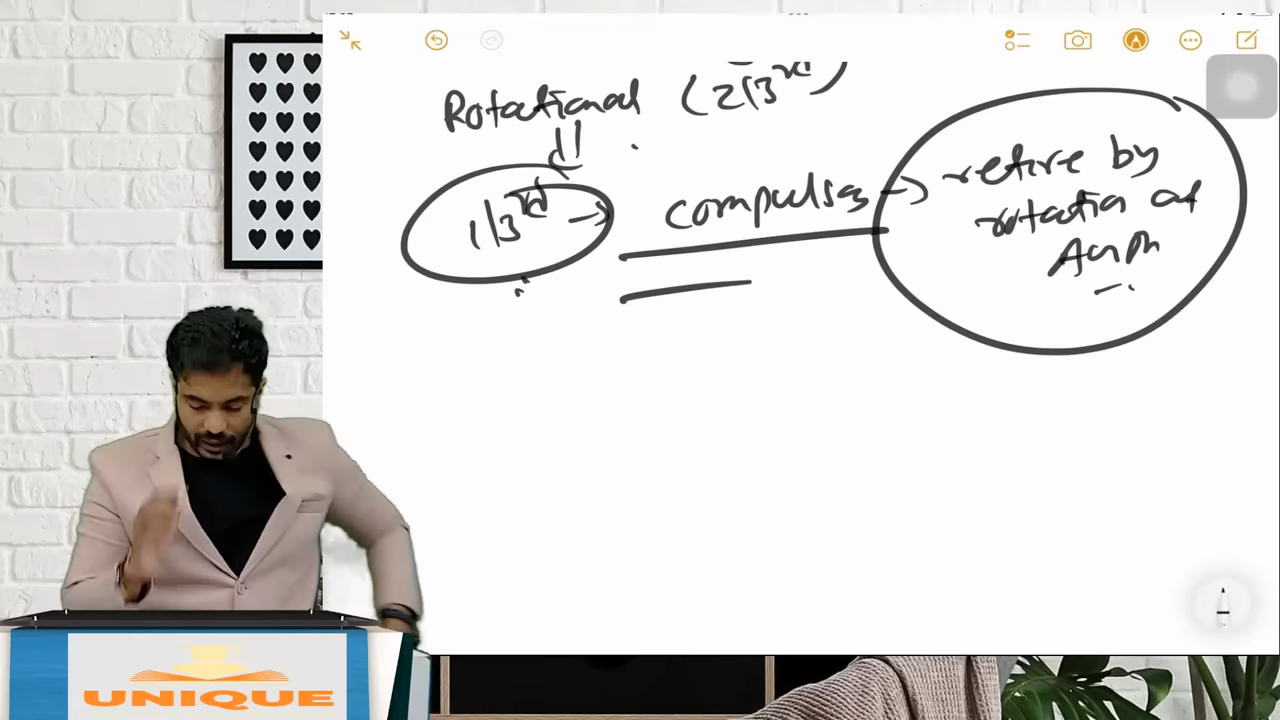 Rotational (2/3rd)
1/3rd → compulsory → retire by
rotation at
AGM
UNIQUE